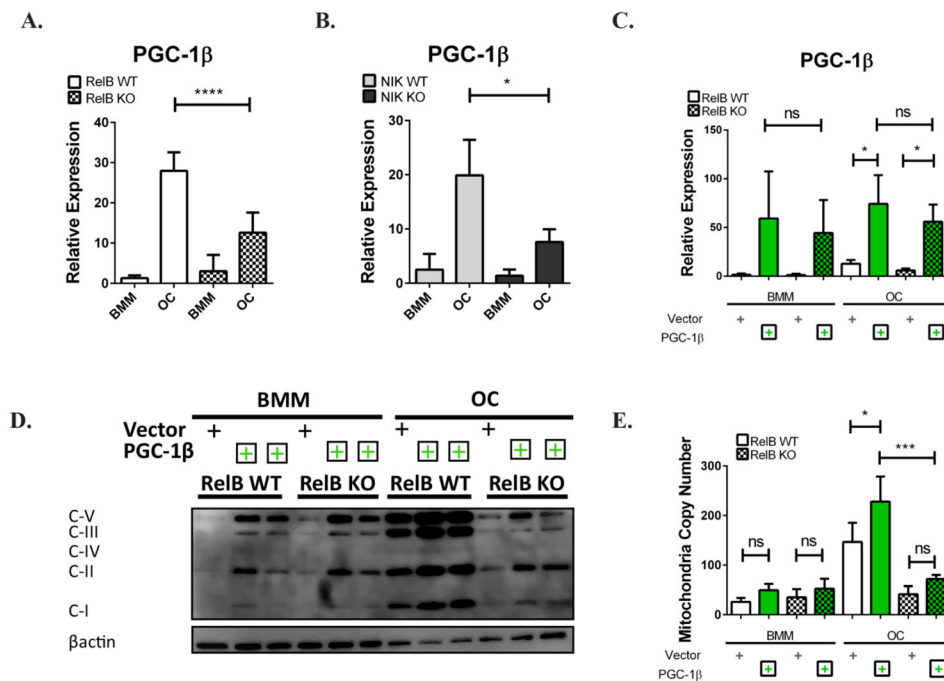 A.
PGC-1β
RelB WT
RelB KO
****
Relative Expression
40
30
20
10
0
BMM
OC
BMM
OC
B.
PGC-1β
NIK WT
NIK KO
*
Relative Expression
30
20
10
0
BMM
OC
BMM
OC
C.
PGC-1β
RelB WT
RelB KO
ns
ns
*
*
Relative Expression
150
100
50
0
BMM
OC
Vector + + + +
PGC-1β + + + +
D.
BMM OC
Vector + + + +
PGC-1β + + + + + + + +
RelB WT RelB KO RelB WT RelB KO
C-V
C-III
C-IV
C-II
C-I
βactin
E.
RelB WT
RelB KO
*
***
ns
ns
ns
Mitochondria Copy Number
300
200
100
0
BMM
OC
Vector + + + +
PGC-1β + + + +